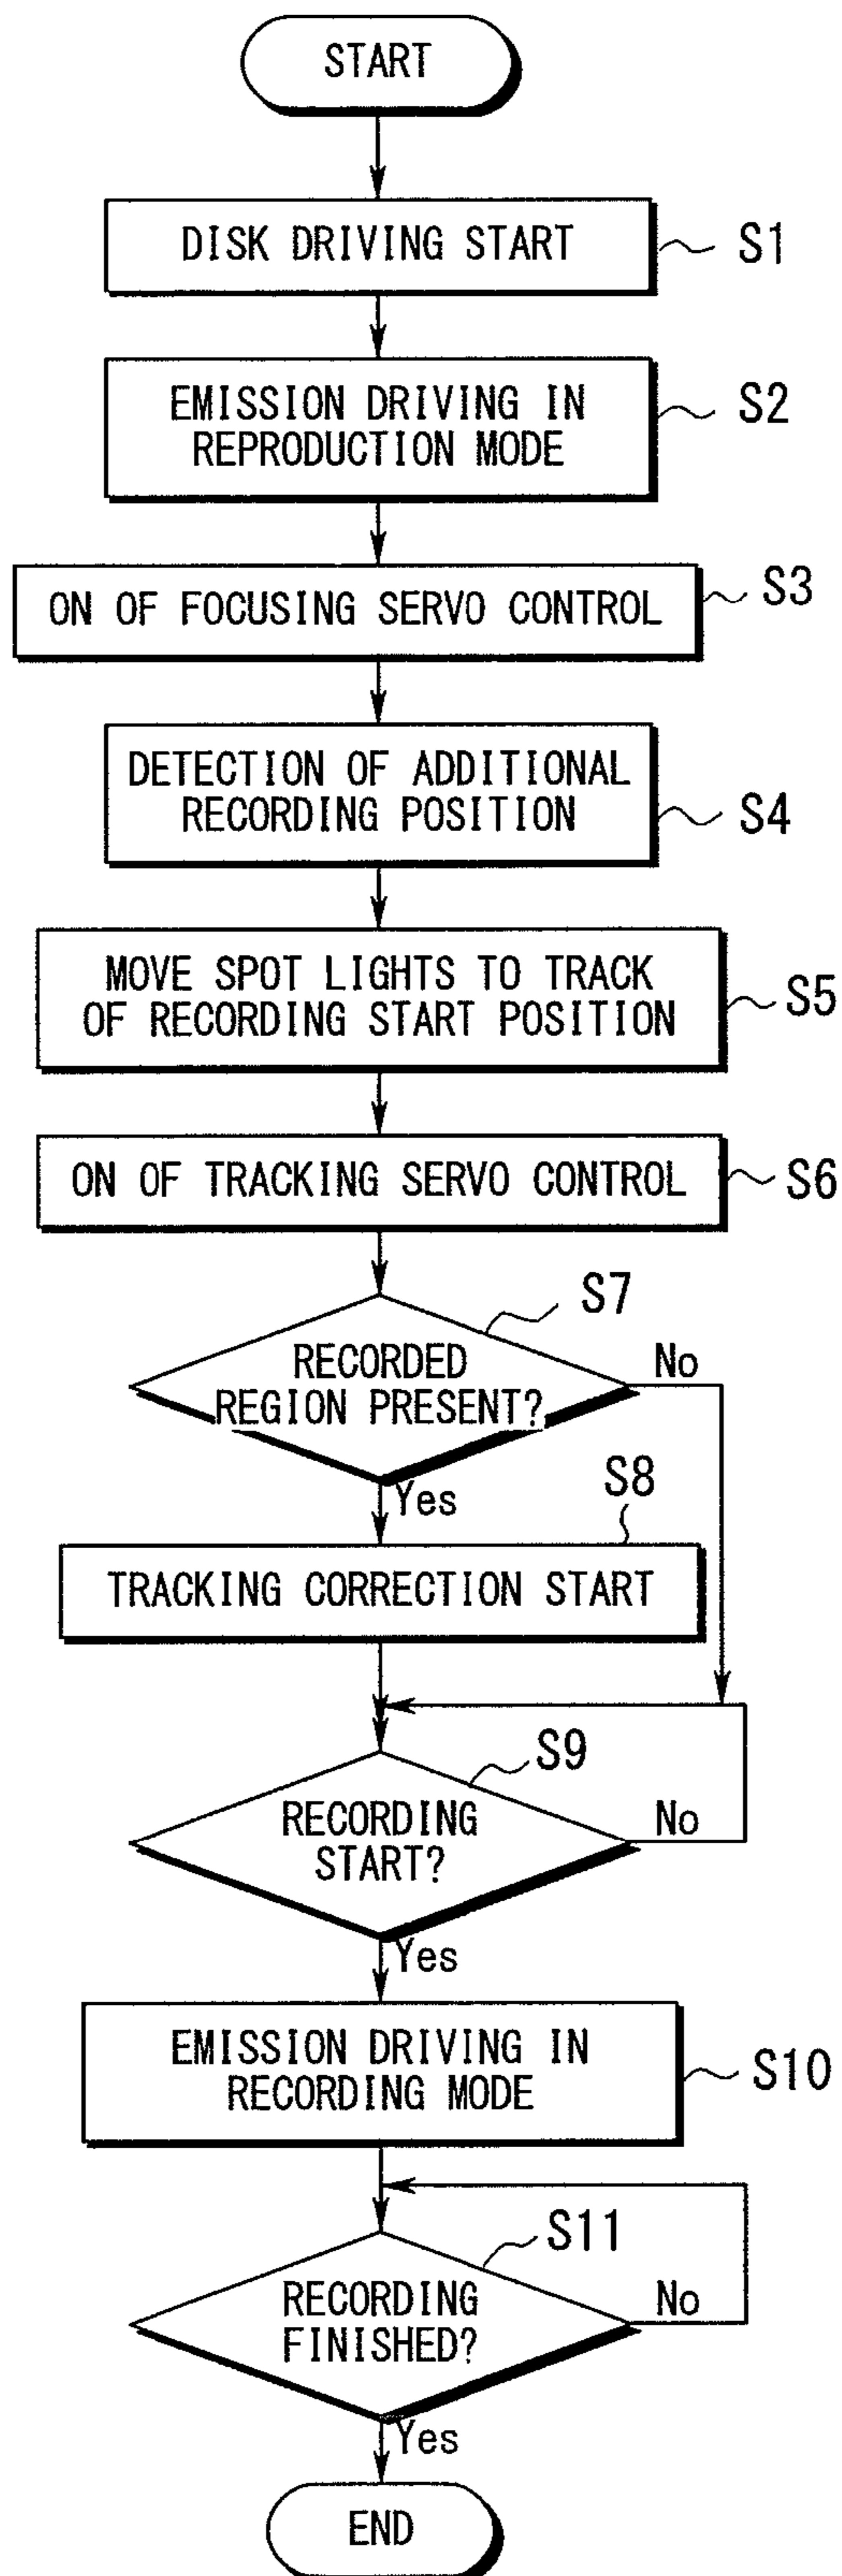 START
DISK DRIVING START
S1
EMISSION DRIVING IN
REPRODUCTION MODE
S2
ON OF FOCUSING SERVO CONTROL
S3
DETECTION OF ADDITIONAL
RECORDING POSITION
S4
MOVE SPOT LIGHTS TO TRACK
OF RECORDING START POSITION
S5
ON OF TRACKING SERVO CONTROL
S6
S7
RECORDED
REGION PRESENT?
No
Yes
S8
TRACKING CORRECTION START
S9
RECORDING
START?
No
Yes
EMISSION DRIVING IN
RECORDING MODE
S10
S11
RECORDING
FINISHED?
No
Yes
END